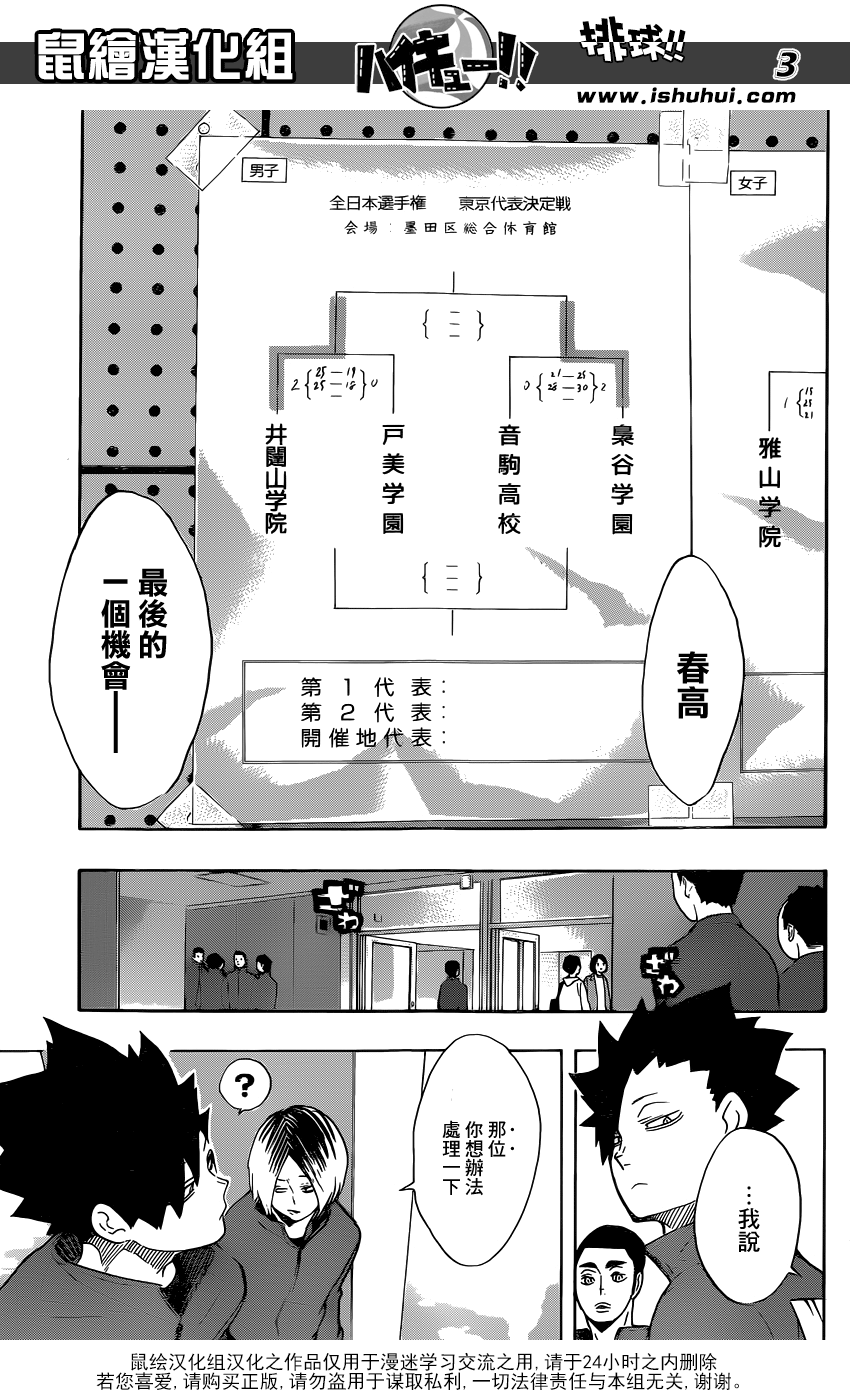 鼠繪漢化組
ハイキュー!!
排球!!
3
www.ishuhui.com
男子
女子
全日本選手権 東京代表決定戦
会場:墨田区総合体育館
2 25—19 0
25—18
0 21—25 2
28—30
1 15
25
21
井闥山学院
戸美学園
音駒高校
梟谷学園
雅山学院
春高
最後的
一個機會——
第1代表:
第2代表:
開催地代表:
ざわ
ざわ
…我說
那位
你想辦法
處理一下
?
鼠绘汉化组汉化之作品仅用于漫迷学习交流之用,请于24小时之内删除
若您喜爱,请购买正版,请勿盗用于谋取私利,一切法律责任与本组无关,谢谢。